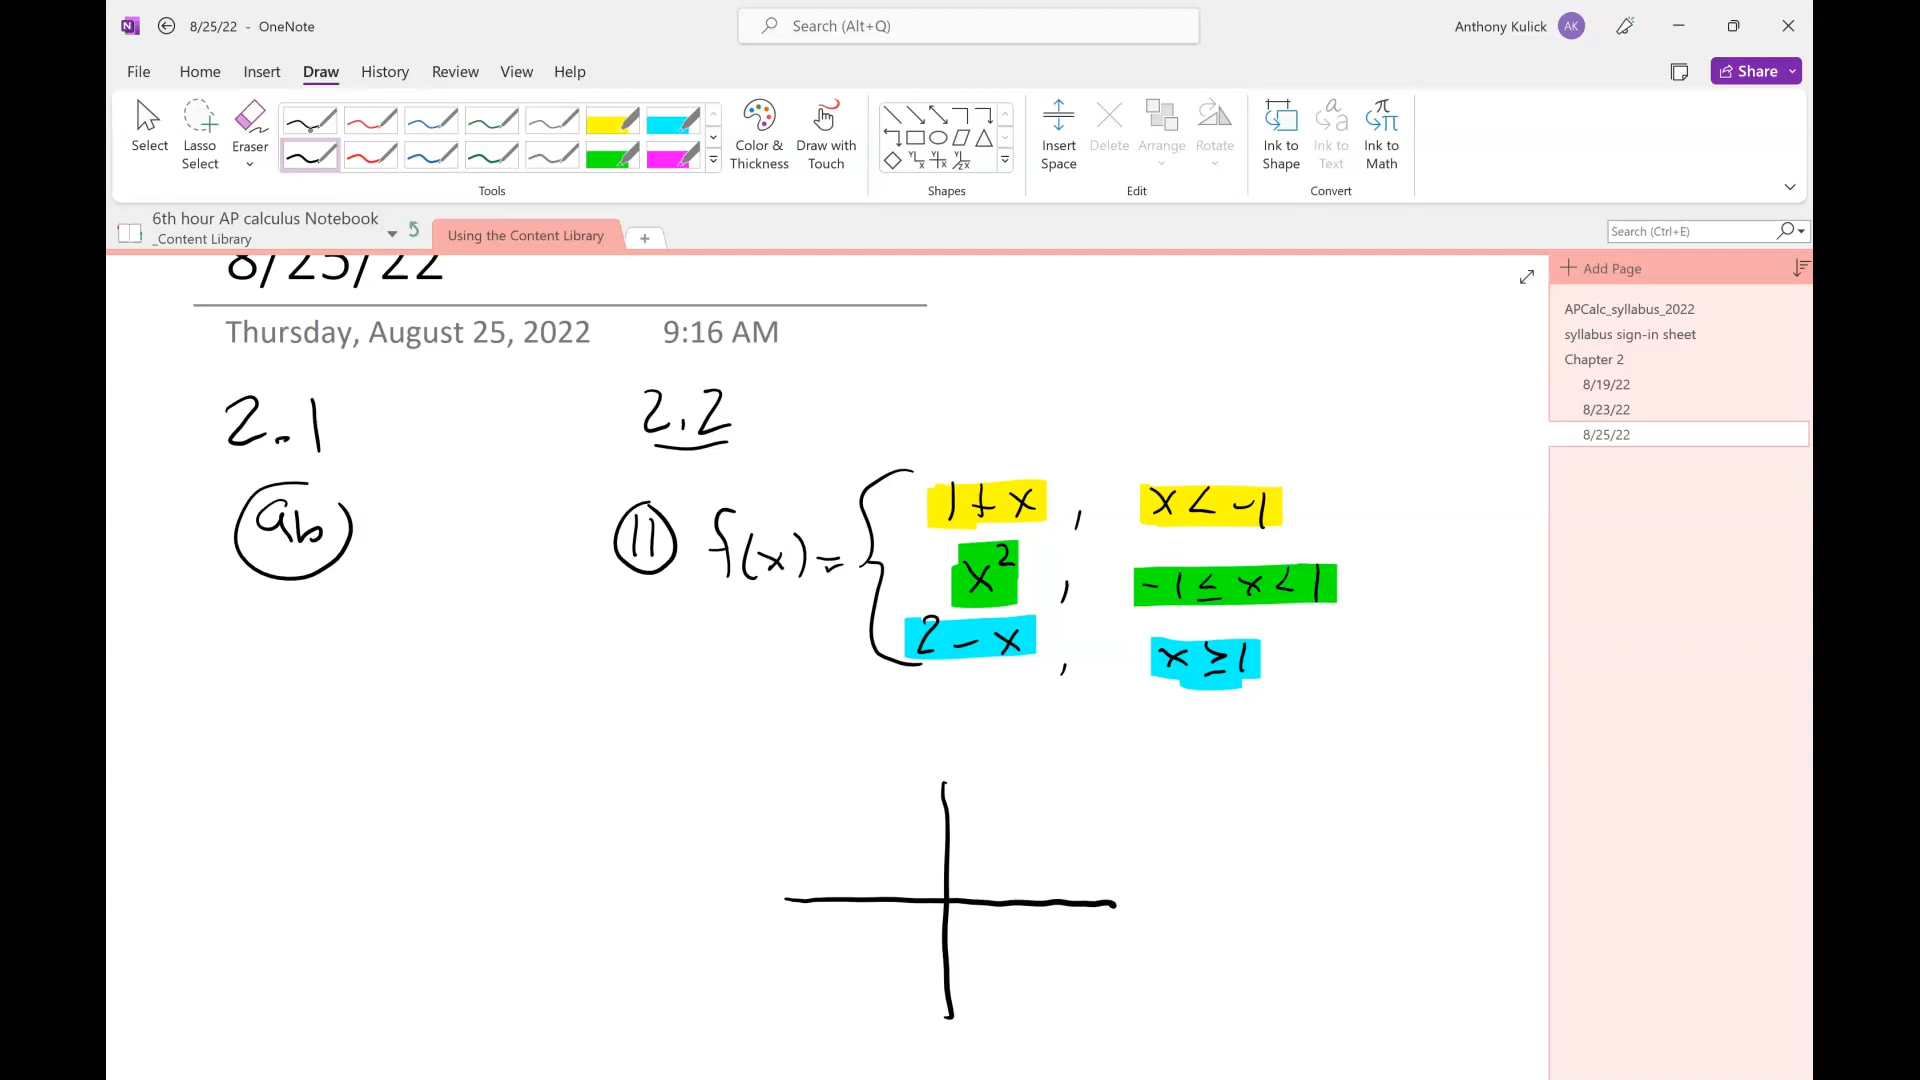 8/25/22 - OneNote
Search (Alt+Q)
Anthony Kulick AK
File Home Insert Draw History Review View Help
Share
Select
Lasso Select
Eraser
Color & Thickness
Draw with Touch
Insert Space
Delete
Arrange
Rotate
Ink to Shape
Ink to Text
Ink to Math
Tools
Shapes
Edit
Convert
6th hour AP calculus Notebook
_Content Library
Using the Content Library
Search (Ctrl+E)
Add Page
APCalc_syllabus_2022
syllabus sign-in sheet
Chapter 2
8/19/22
8/23/22
8/25/22
8/25/22
Thursday, August 25, 2022 9:16 AM
2.1
2.2
ab
11 f(x) = {
1 + x , x < -1
x² , -1 ≤ x < 1
2 - x , x ≥ 1